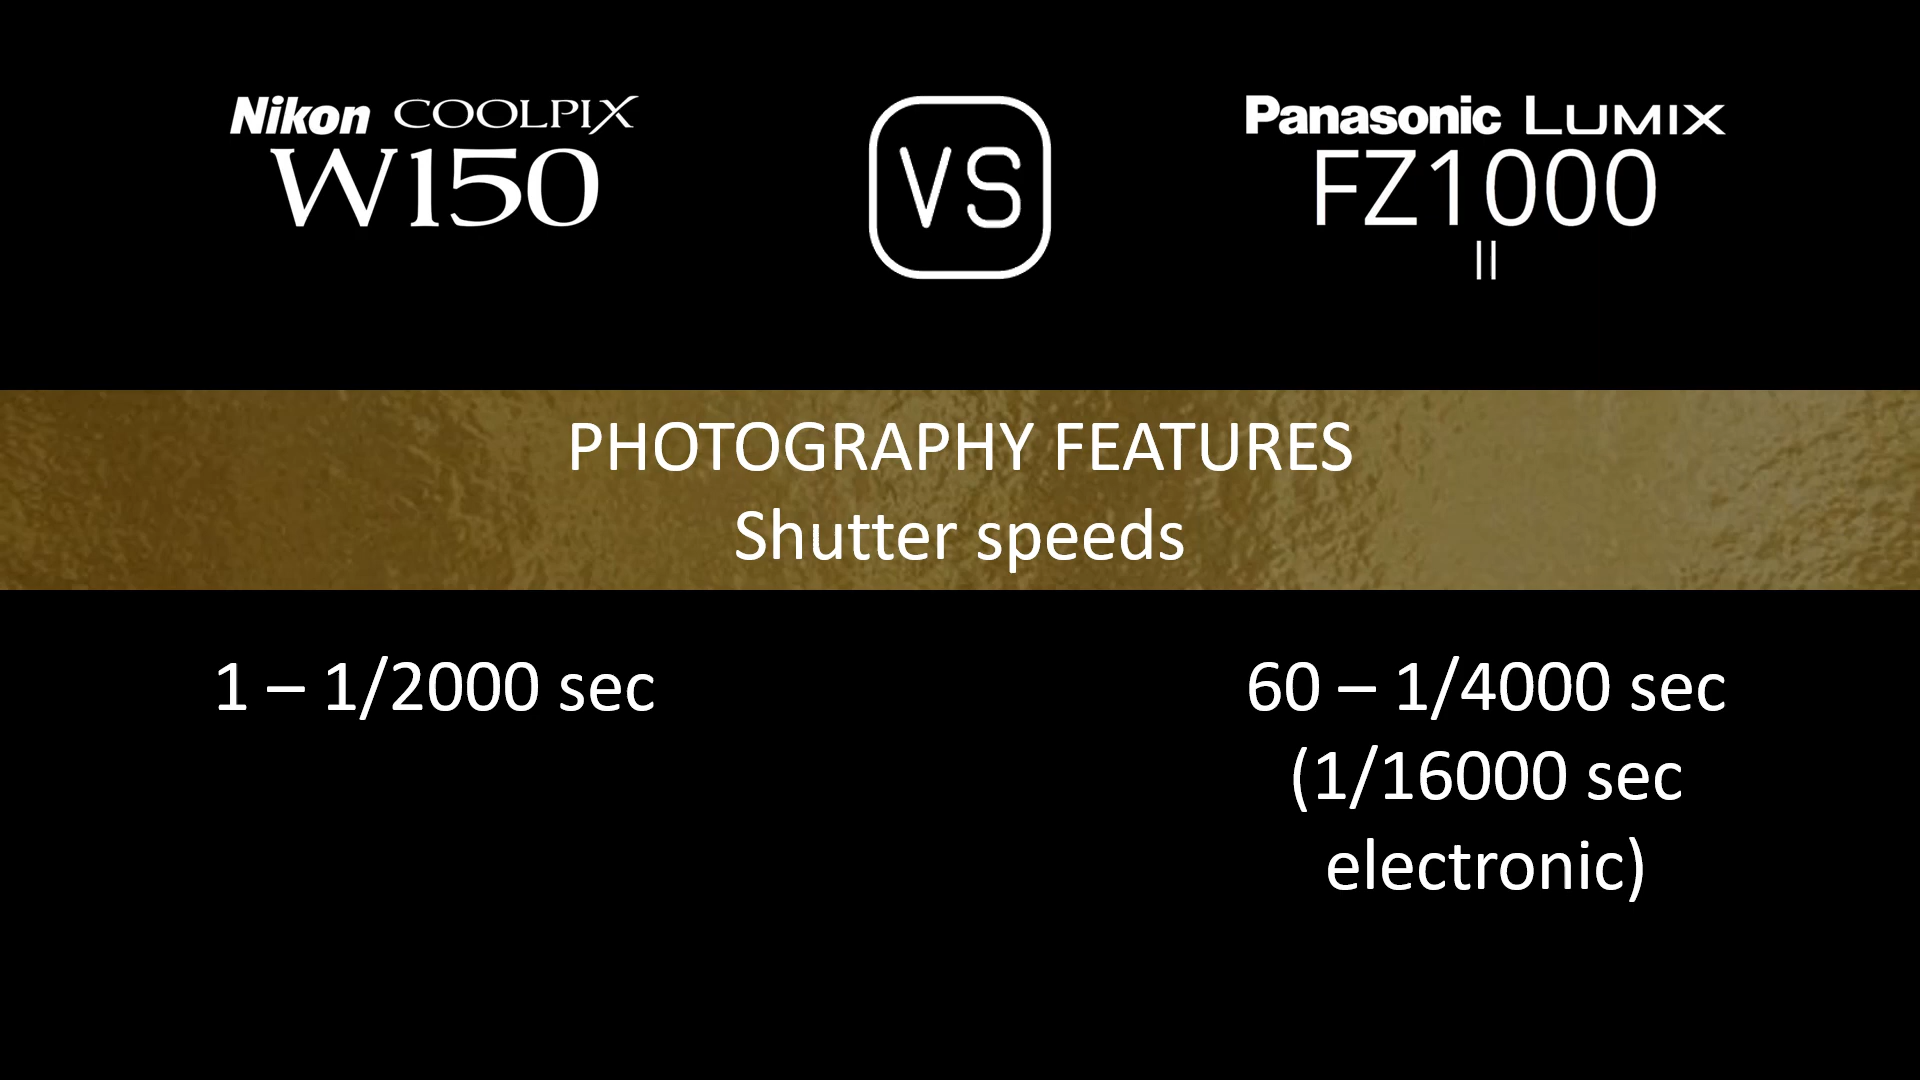 Nikon COOLPIX
W150
VS
Panasonic LUMIX
FZ1000
II
PHOTOGRAPHY FEATURES
Shutter speeds
1 – 1/2000 sec
60 – 1/4000 sec
(1/16000 sec
electronic)